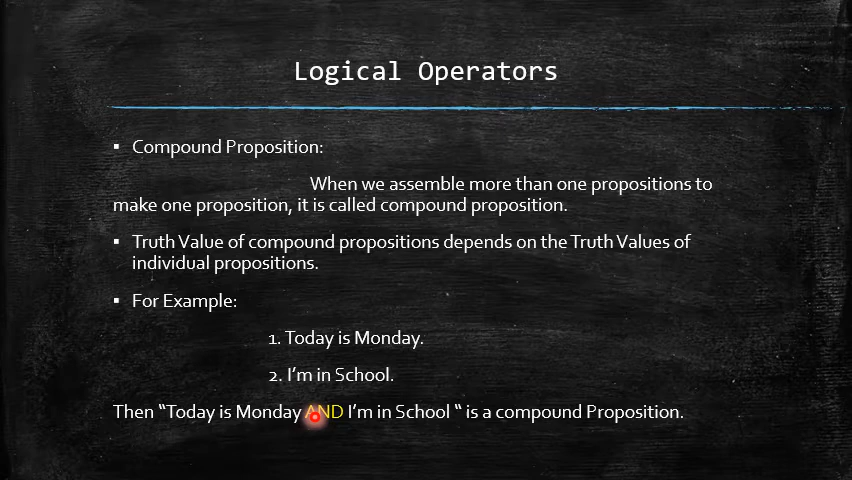 Logical Operators
▪ Compound Proposition:
When we assemble more than one propositions to
make one proposition, it is called compound proposition.
▪ Truth Value of compound propositions depends on the Truth Values of
individual propositions.
▪ For Example:
1. Today is Monday.
2. I'm in School.
Then “Today is Monday AND I'm in School “ is a compound Proposition.